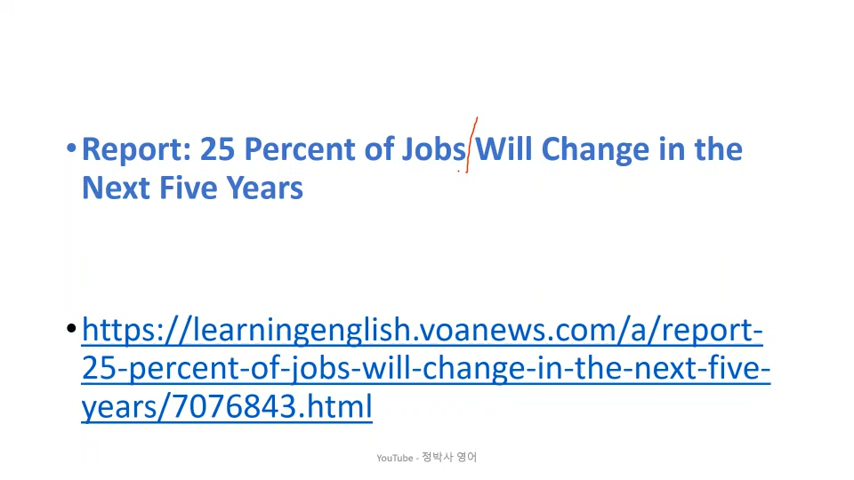 • Report: 25 Percent of Jobs Will Change in the
Next Five Years
• https://learningenglish.voanews.com/a/report-
25-percent-of-jobs-will-change-in-the-next-five-
years/7076843.html
YouTube - 정박사 영어